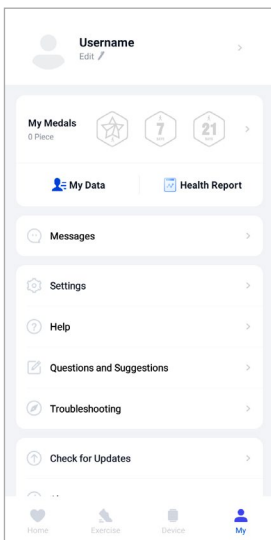 Username
Edit
My Medals
0 Piece
7
21
My Data
Health Report
Messages
Settings
Help
Questions and Suggestions
Troubleshooting
Check for Updates
Home
Exercise
Device
My